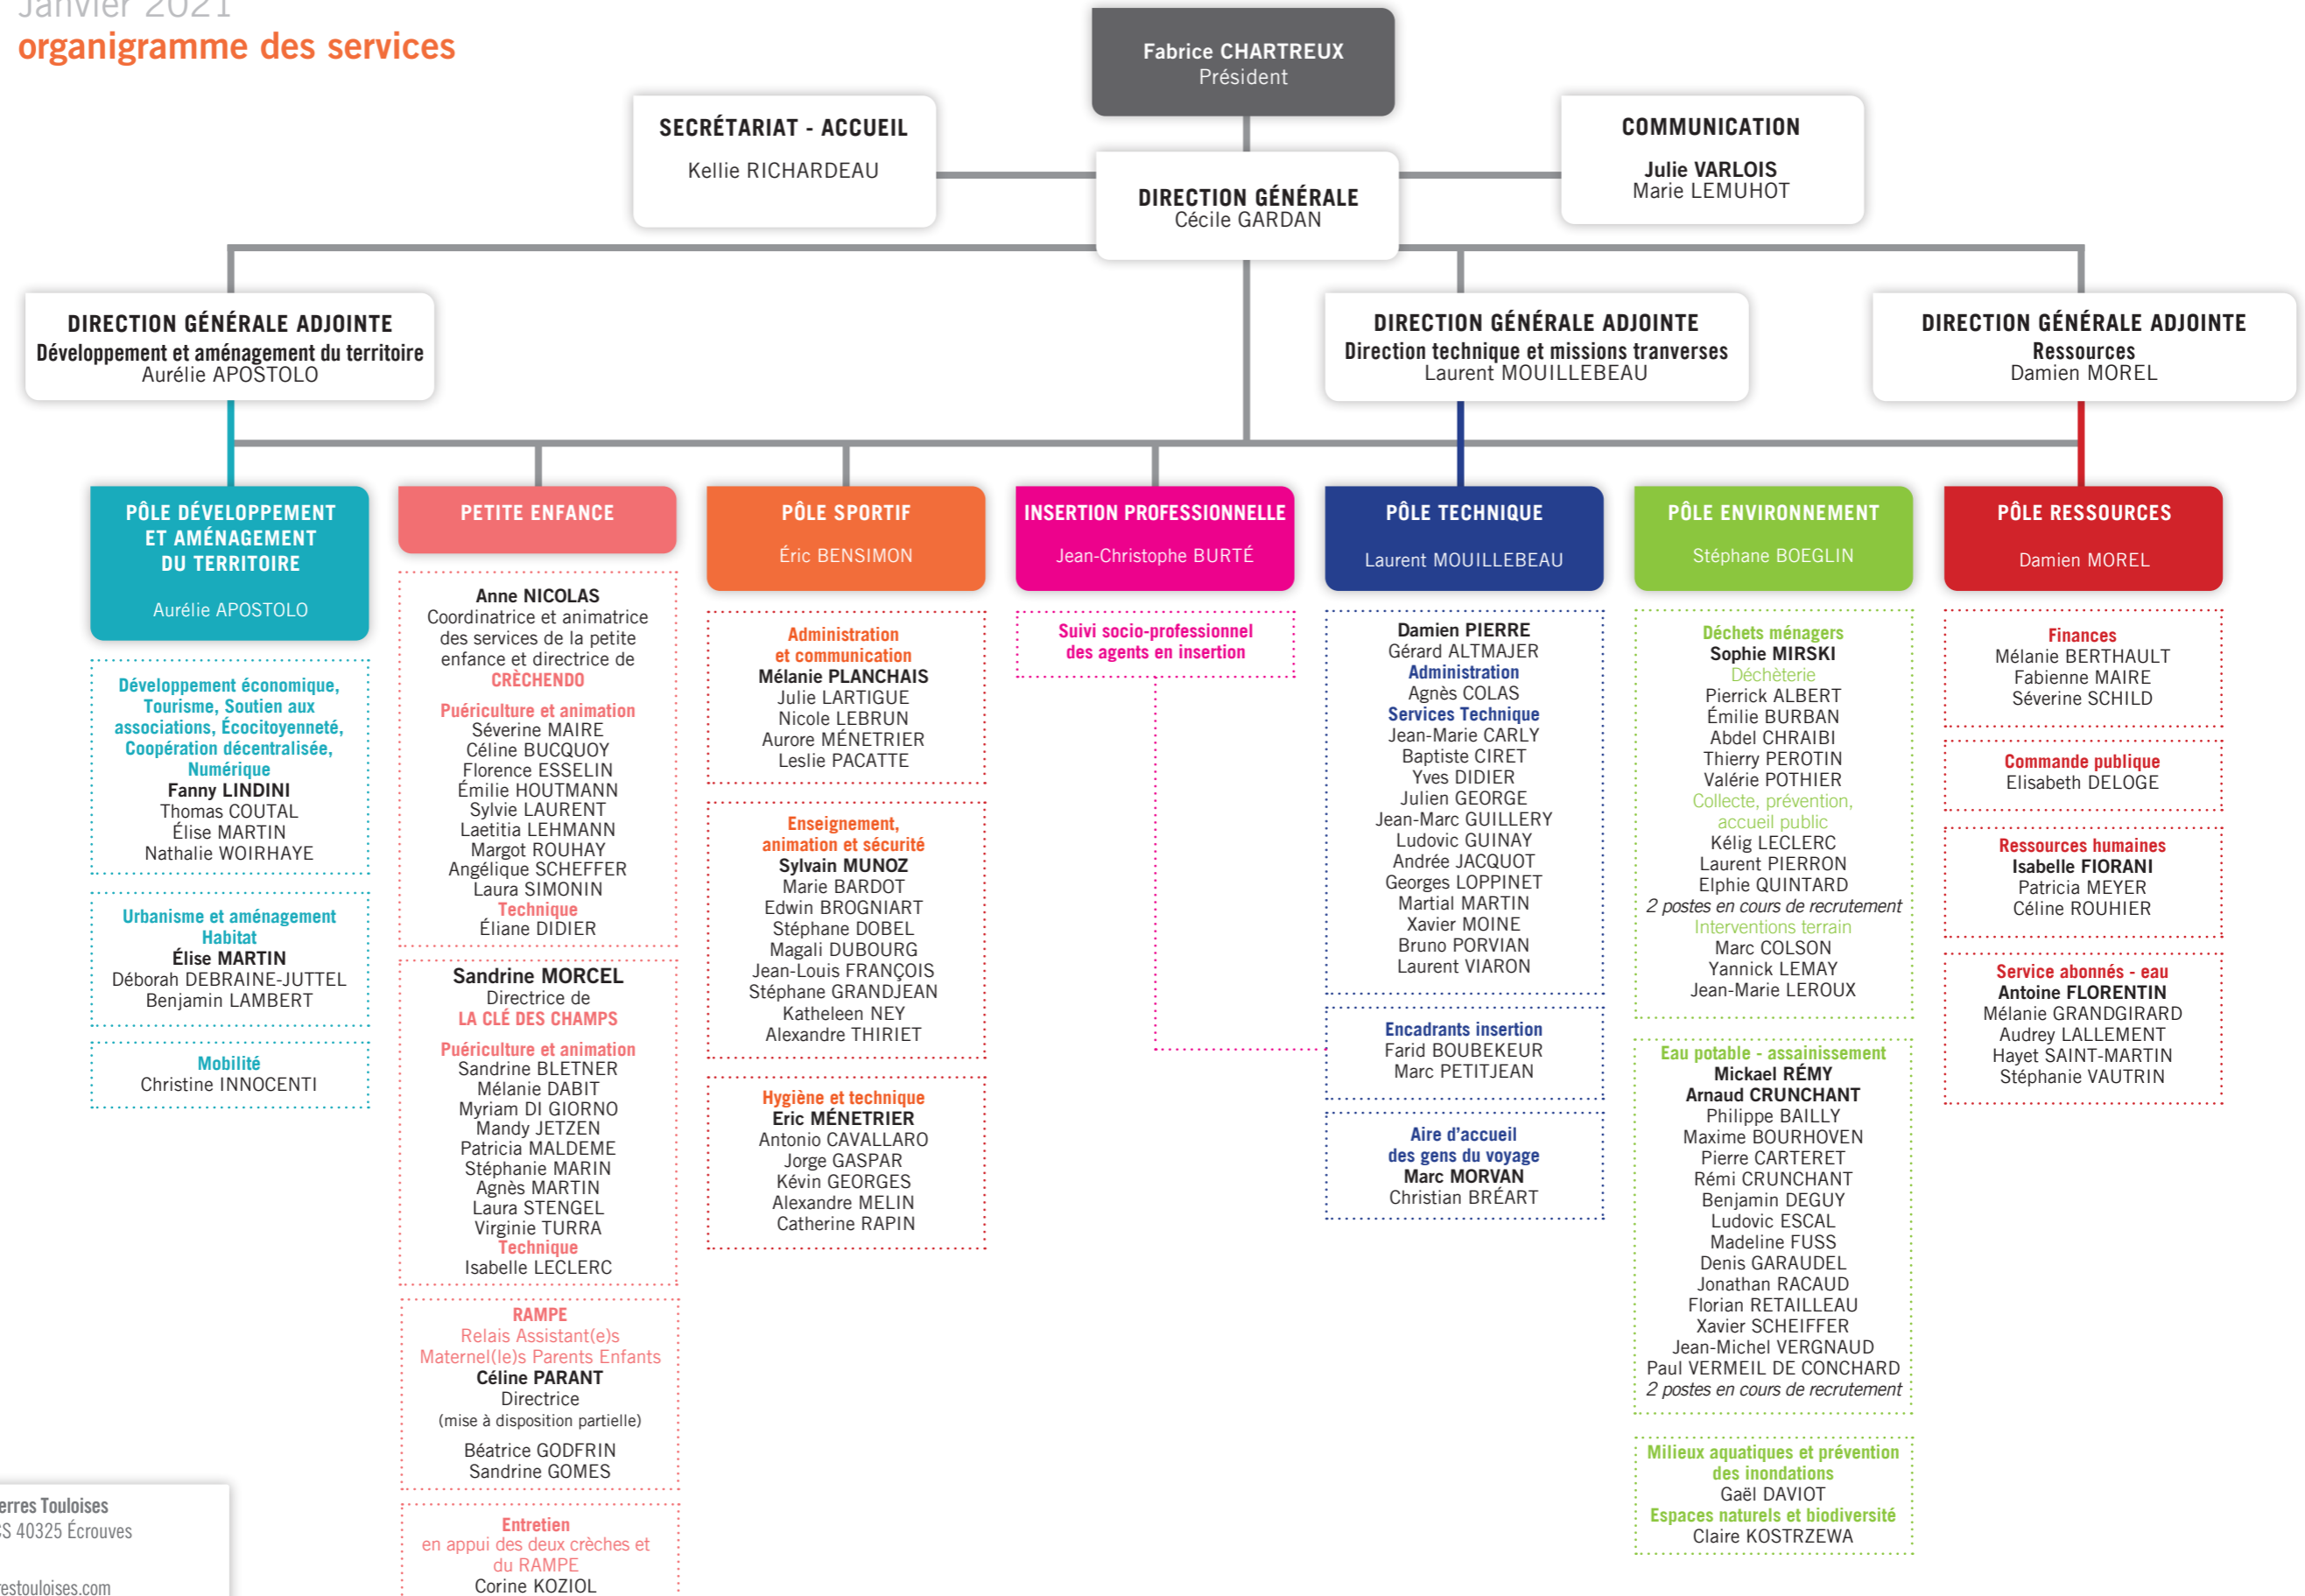 Janvier 2021
organigramme des services
Fabrice CHARTREUX
Président
SECRÉTARIAT - ACCUEIL
Kellie RICHARDEAU
DIRECTION GÉNÉRALE
Cécile GARDAN
COMMUNICATION
Julie VARLOIS
Marie LEMUHOT
DIRECTION GÉNÉRALE ADJOINTE
Développement et aménagement du territoire
Aurélie APOSTOLO
DIRECTION GÉNÉRALE ADJOINTE
Direction technique et missions tranverses
Laurent MOUILLEBEAU
DIRECTION GÉNÉRALE ADJOINTE
Ressources
Damien MOREL
PÔLE DÉVELOPPEMENT
ET AMÉNAGEMENT
DU TERRITOIRE
Aurélie APOSTOLO
Développement économique,
Tourisme, Soutien aux
associations, Écocitoyenneté,
Coopération décentralisée,
Numérique
Fanny LINDINI
Thomas COUTAL
Élise MARTIN
Nathalie WOIRHAYE
Urbanisme et aménagement
Habitat
Élise MARTIN
Déborah DEBRAINE-JUTTEL
Benjamin LAMBERT
Mobilité
Christine INNOCENTI
PETITE ENFANCE
Anne NICOLAS
Coordinatrice et animatrice
des services de la petite
enfance et directrice de
CRÈCHENDO
Puériculture et animation
Séverine MAIRE
Céline BUCQUOY
Florence ESSELIN
Émilie HOUTMANN
Sylvie LAURENT
Laetitia LEHMANN
Margot ROUHAY
Angélique SCHEFFER
Laura SIMONIN
Technique
Éliane DIDIER
Sandrine MORCEL
Directrice de
LA CLÉ DES CHAMPS
Puériculture et animation
Sandrine BLETNER
Mélanie DABIT
Myriam DI GIORNO
Mandy JETZEN
Patricia MALDEME
Stéphanie MARIN
Agnès MARTIN
Laura STENGEL
Virginie TURRA
Technique
Isabelle LECLERC
RAMPE
Relais Assistant(e)s
Maternel(le)s Parents Enfants
Céline PARANT
Directrice
(mise à disposition partielle)
Béatrice GODFRIN
Sandrine GOMES
Entretien
en appui des deux crèches et
du RAMPE
Corine KOZIOL
PÔLE SPORTIF
Éric BENSIMON
Administration
et communication
Mélanie PLANCHAIS
Julie LARTIGUE
Nicole LEBRUN
Aurore MÉNETRIER
Leslie PACATTE
Enseignement,
animation et sécurité
Sylvain MUNOZ
Marie BARDOT
Edwin BROGNIART
Stéphane DOBEL
Magali DUBOURG
Jean-Louis FRANÇOIS
Stéphane GRANDJEAN
Katheleen NEY
Alexandre THIRIET
Hygiène et technique
Eric MÉNETRIER
Antonio CAVALLARO
Jorge GASPAR
Kévin GEORGES
Alexandre MELIN
Catherine RAPIN
INSERTION PROFESSIONNELLE
Jean-Christophe BURTÉ
Suivi socio-professionnel
des agents en insertion
PÔLE TECHNIQUE
Laurent MOUILLEBEAU
Damien PIERRE
Gérard ALTMAJER
Administration
Agnès COLAS
Services Technique
Jean-Marie CARLY
Baptiste CIRET
Yves DIDIER
Julien GEORGE
Jean-Marc GUILLERY
Ludovic GUINAY
Andrée JACQUOT
Georges LOPPINET
Martial MARTIN
Xavier MOINE
Bruno PORVIAN
Laurent VIARON
Encadrants insertion
Farid BOUBEKEUR
Marc PETITJEAN
Aire d'accueil
des gens du voyage
Marc MORVAN
Christian BRÉART
PÔLE ENVIRONNEMENT
Stéphane BOEGLIN
Déchets ménagers
Sophie MIRSKI
Déchèterie
Pierrick ALBERT
Émilie BURBAN
Abdel CHRAIBI
Thierry PEROTIN
Valérie POTHIER
Collecte, prévention,
accueil public
Kélig LECLERC
Laurent PIERRON
Elphie QUINTARD
2 postes en cours de recrutement
Interventions terrain
Marc COLSON
Yannick LEMAY
Jean-Marie LEROUX
Eau potable - assainissement
Mickael RÉMY
Arnaud CRUNCHANT
Philippe BAILLY
Maxime BOURHOVEN
Pierre CARTERET
Rémi CRUNCHANT
Benjamin DEGUY
Ludovic ESCAL
Madeline FUSS
Denis GARAUDEL
Jonathan RACAUD
Florian RETAILLEAU
Xavier SCHEIFFER
Jean-Michel VERGNAUD
Paul VERMEIL DE CONCHARD
2 postes en cours de recrutement
Milieux aquatiques et prévention
des inondations
Gaël DAVIOT
Espaces naturels et biodiversité
Claire KOSTRZEWA
PÔLE RESSOURCES
Damien MOREL
Finances
Mélanie BERTHAULT
Fabienne MAIRE
Séverine SCHILD
Commande publique
Elisabeth DELOGE
Ressources humaines
Isabelle FIORANI
Patricia MEYER
Céline ROUHIER
Service abonnés - eau
Antoine FLORENTIN
Mélanie GRANDGIRARD
Audrey LALLEMENT
Hayet SAINT-MARTIN
Stéphanie VAUTRIN
erres Touloises
CS 40325 Écrouves
restouloises.com